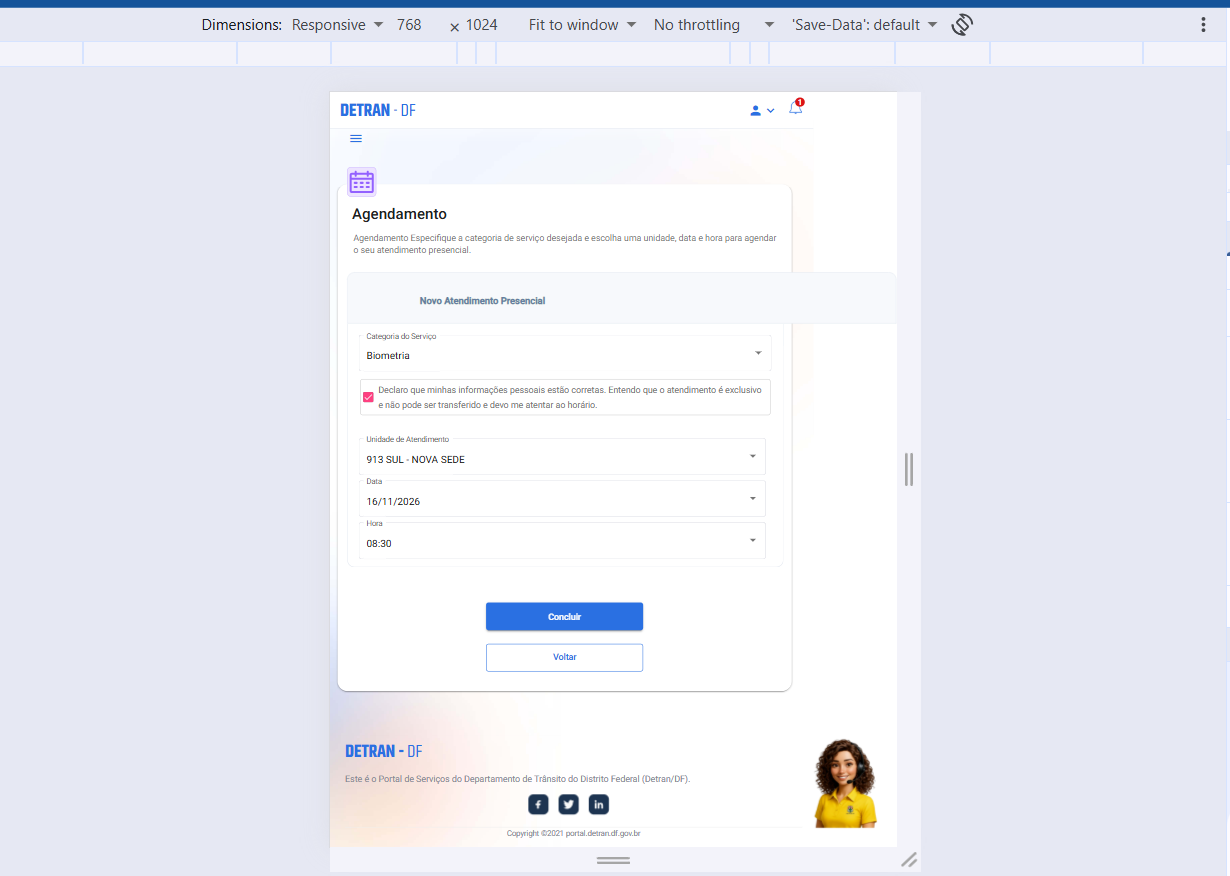 Dimensions: Responsive 768 × 1024 Fit to window No throttling 'Save-Data': default
DETRAN - DF
1
Agendamento
Agendamento Especifique a categoria de serviço desejada e escolha uma unidade, data e hora para agendar
o seu atendimento presencial.
Novo Atendimento Presencial
Categoria do Serviço
Biometria
Declaro que minhas informações pessoais estão corretas. Entendo que o atendimento é exclusivo
e não pode ser transferido e devo me atentar ao horário.
Unidade de Atendimento
913 SUL - NOVA SEDE
Data
16/11/2026
Hora
08:30
Concluir
Voltar
DETRAN - DF
Este é o Portal de Serviços do Departamento de Trânsito do Distrito Federal (Detran/DF).
Copyright ©2021 portal.detran.df.gov.br